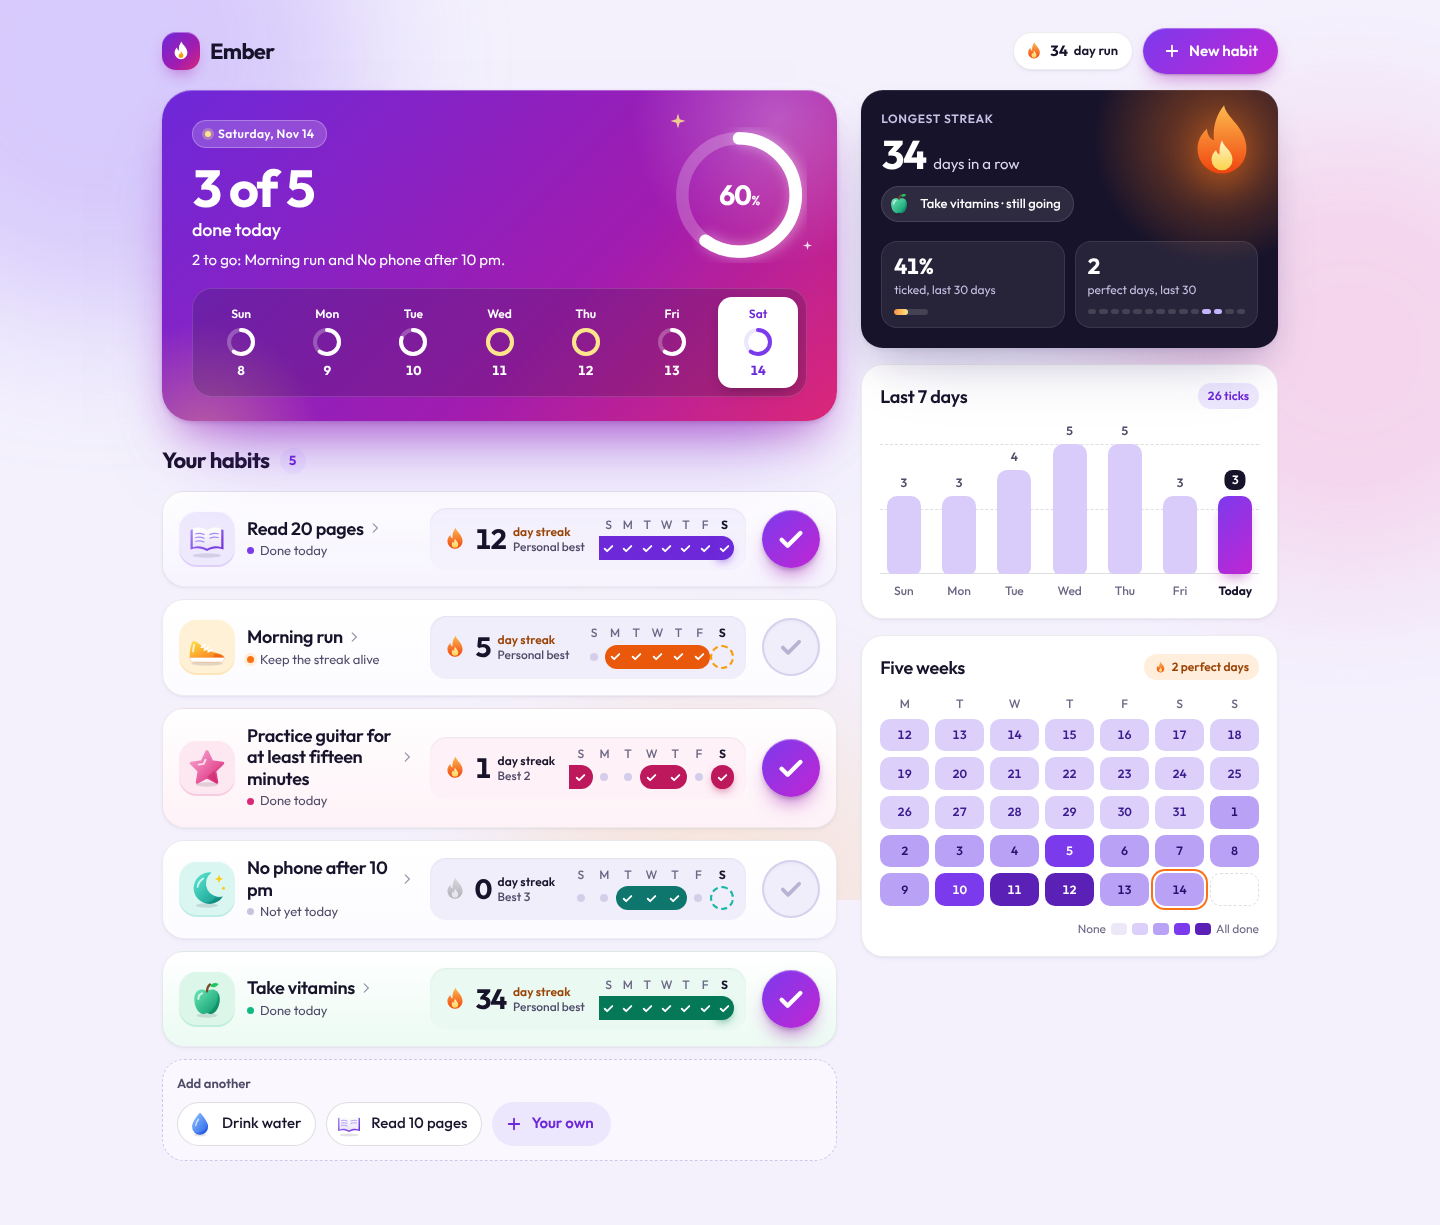 Ember
34 day run
New habit
Saturday, Nov 14
3 of 5
done today
2 to go: Morning run and No phone after 10 pm.
60%
Sun Mon Tue Wed Thu Fri Sat
8 9 10 11 12 13 14
LONGEST STREAK
34 days in a row
Take vitamins · still going
41%
ticked, last 30 days
2
perfect days, last 30
Your habits 5
Read 20 pages
Done today
12 day streak
Personal best
S M T W T F S
Morning run
Keep the streak alive
5 day streak
Personal best
S M T W T F S
Practice guitar for
at least fifteen
minutes
Done today
1 day streak
Best 2
S M T W T F S
No phone after 10
pm
Not yet today
0 day streak
Best 3
S M T W T F S
Take vitamins
Done today
34 day streak
Personal best
S M T W T F S
Add another
Drink water
Read 10 pages
Your own
Last 7 days
26 ticks
3 3 4 5 5 3 3
Sun Mon Tue Wed Thu Fri Today
Five weeks
2 perfect days
M T W T F S S
12 13 14 15 16 17 18
19 20 21 22 23 24 25
26 27 28 29 30 31 1
2 3 4 5 6 7 8
9 10 11 12 13 14
None All done